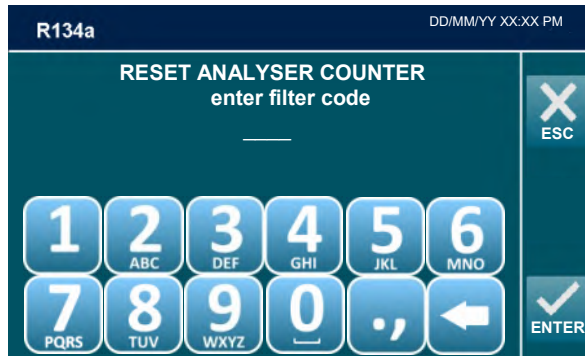 R134a
DD/MM/YY XX:XX PM
RESET ANALYSER COUNTER
enter filter code
____
ESC
1 2 3 4 5 6
ABC DEF GHI JKL MNO
7 8 9 0 .,
PQRS TUV WXYZ
ENTER